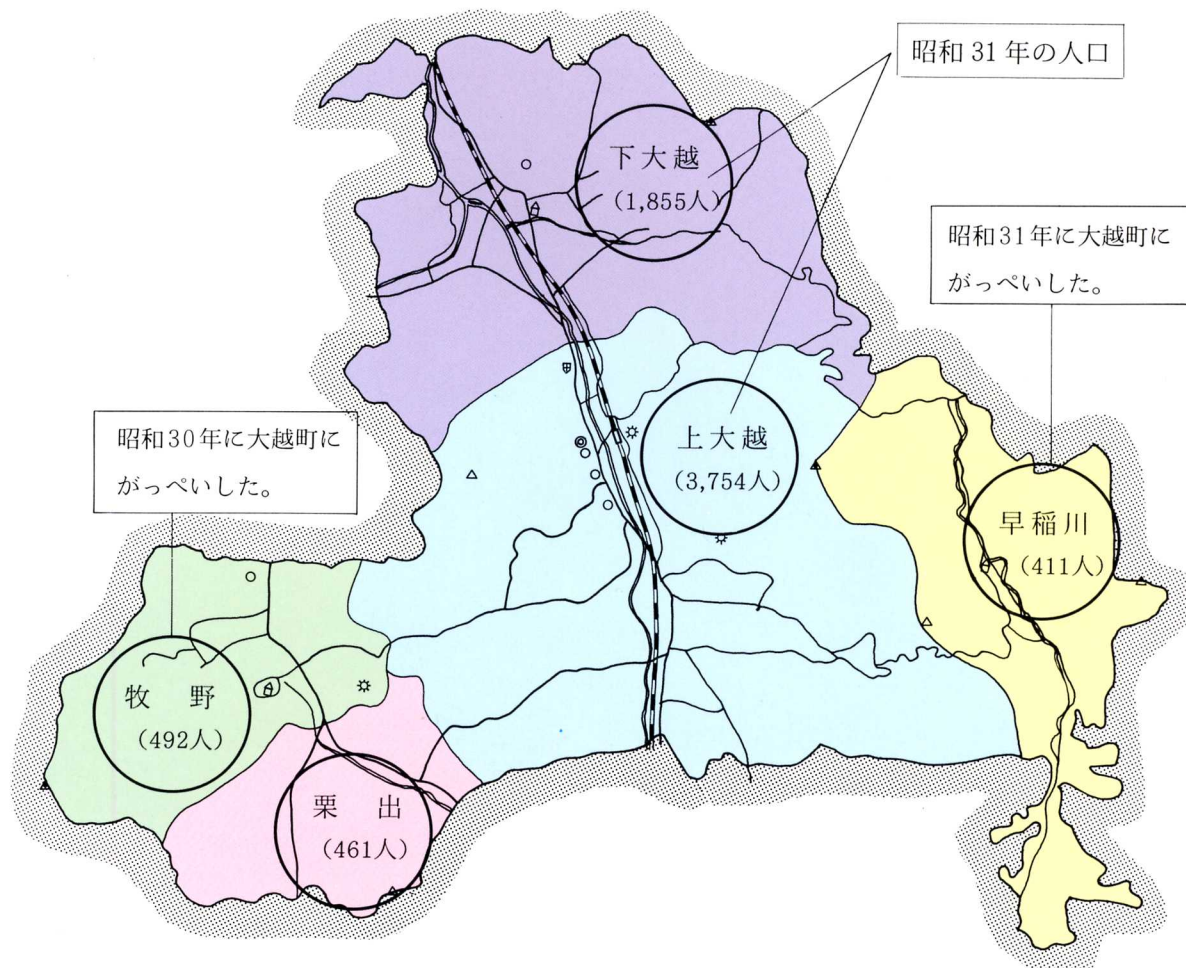 昭和31年の人口
下大越
(1,855人)
昭和31年に大越町に
がっぺいした。
上大越
(3,754人)
昭和30年に大越町に
がっぺいした。
早稲川
(411人)
牧野
(492人)
栗出
(461人)